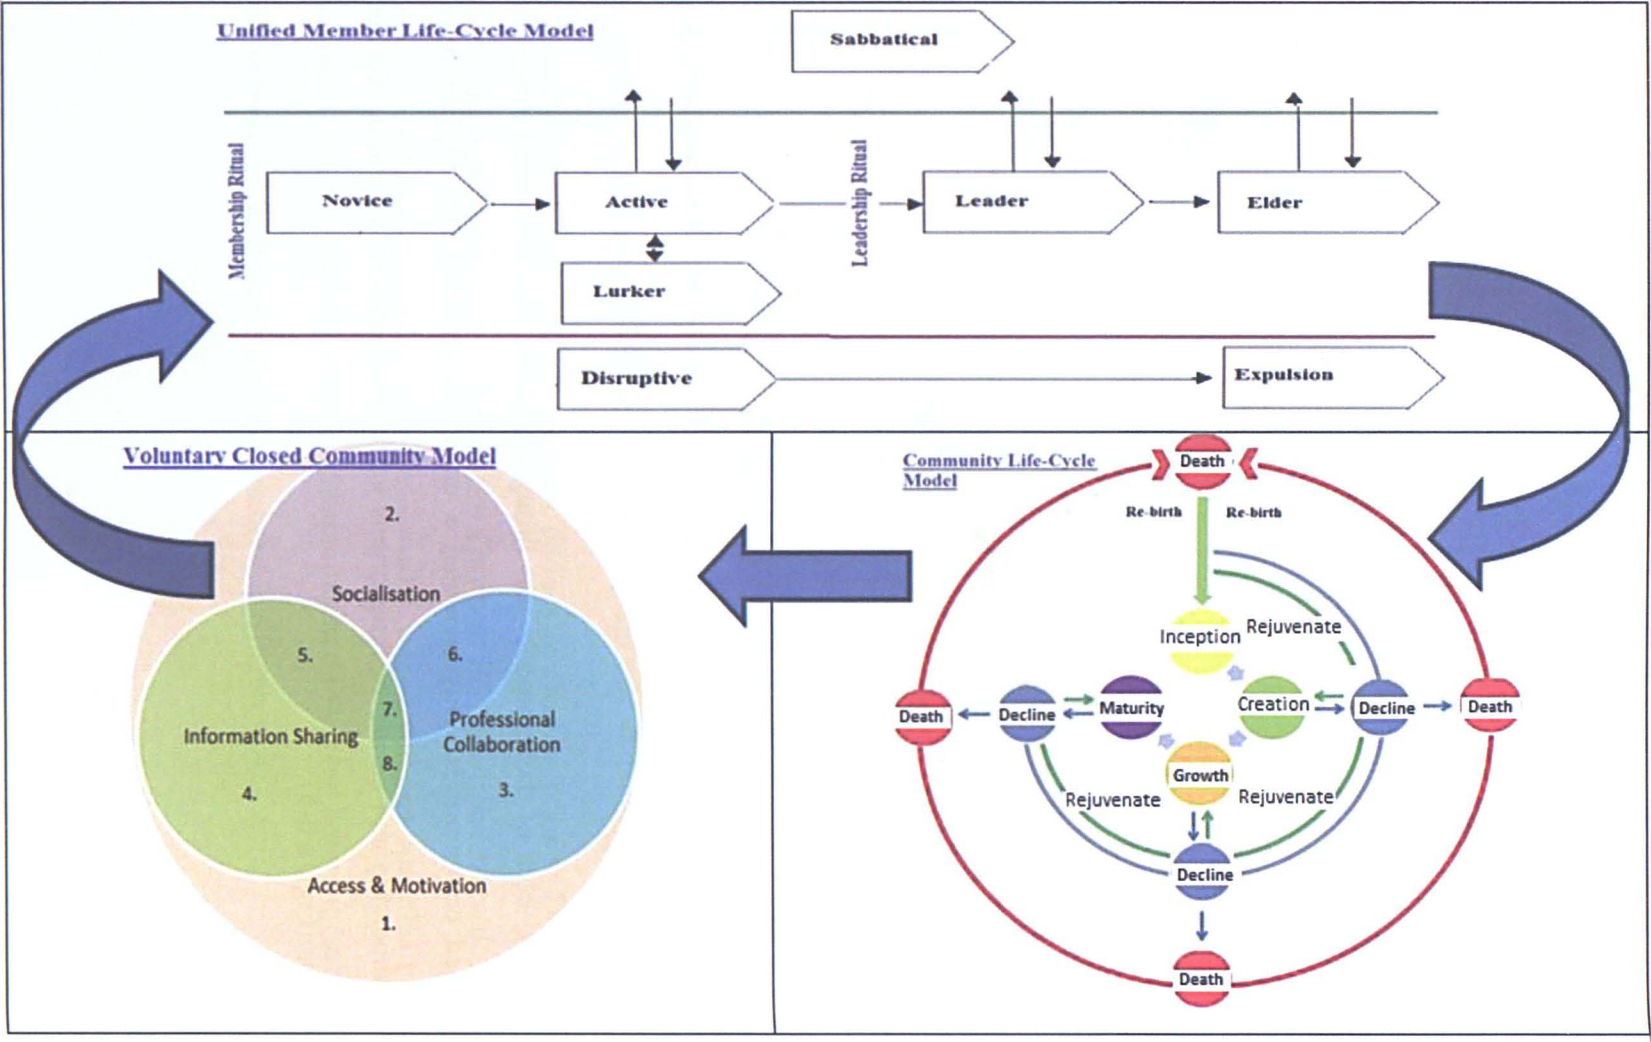 Unified Member Life-Cycle Model
Sabbatical
Membership Ritual
Novice
Active
Leadership Ritual
Leader
Elder
Lurker
Disruptive
Expulsion
Voluntary Closed Community Model
2.
Socialisation
5.
6.
7.
Information Sharing
Professional
Collaboration
8.
4.
3.
Access & Motivation
1.
Community Life-Cycle
Model
Death
Re-birth
Re-birth
Inception
Rejuvenate
Death
Decline
Maturity
Creation
Decline
Death
Growth
Rejuvenate
Rejuvenate
Decline
Death